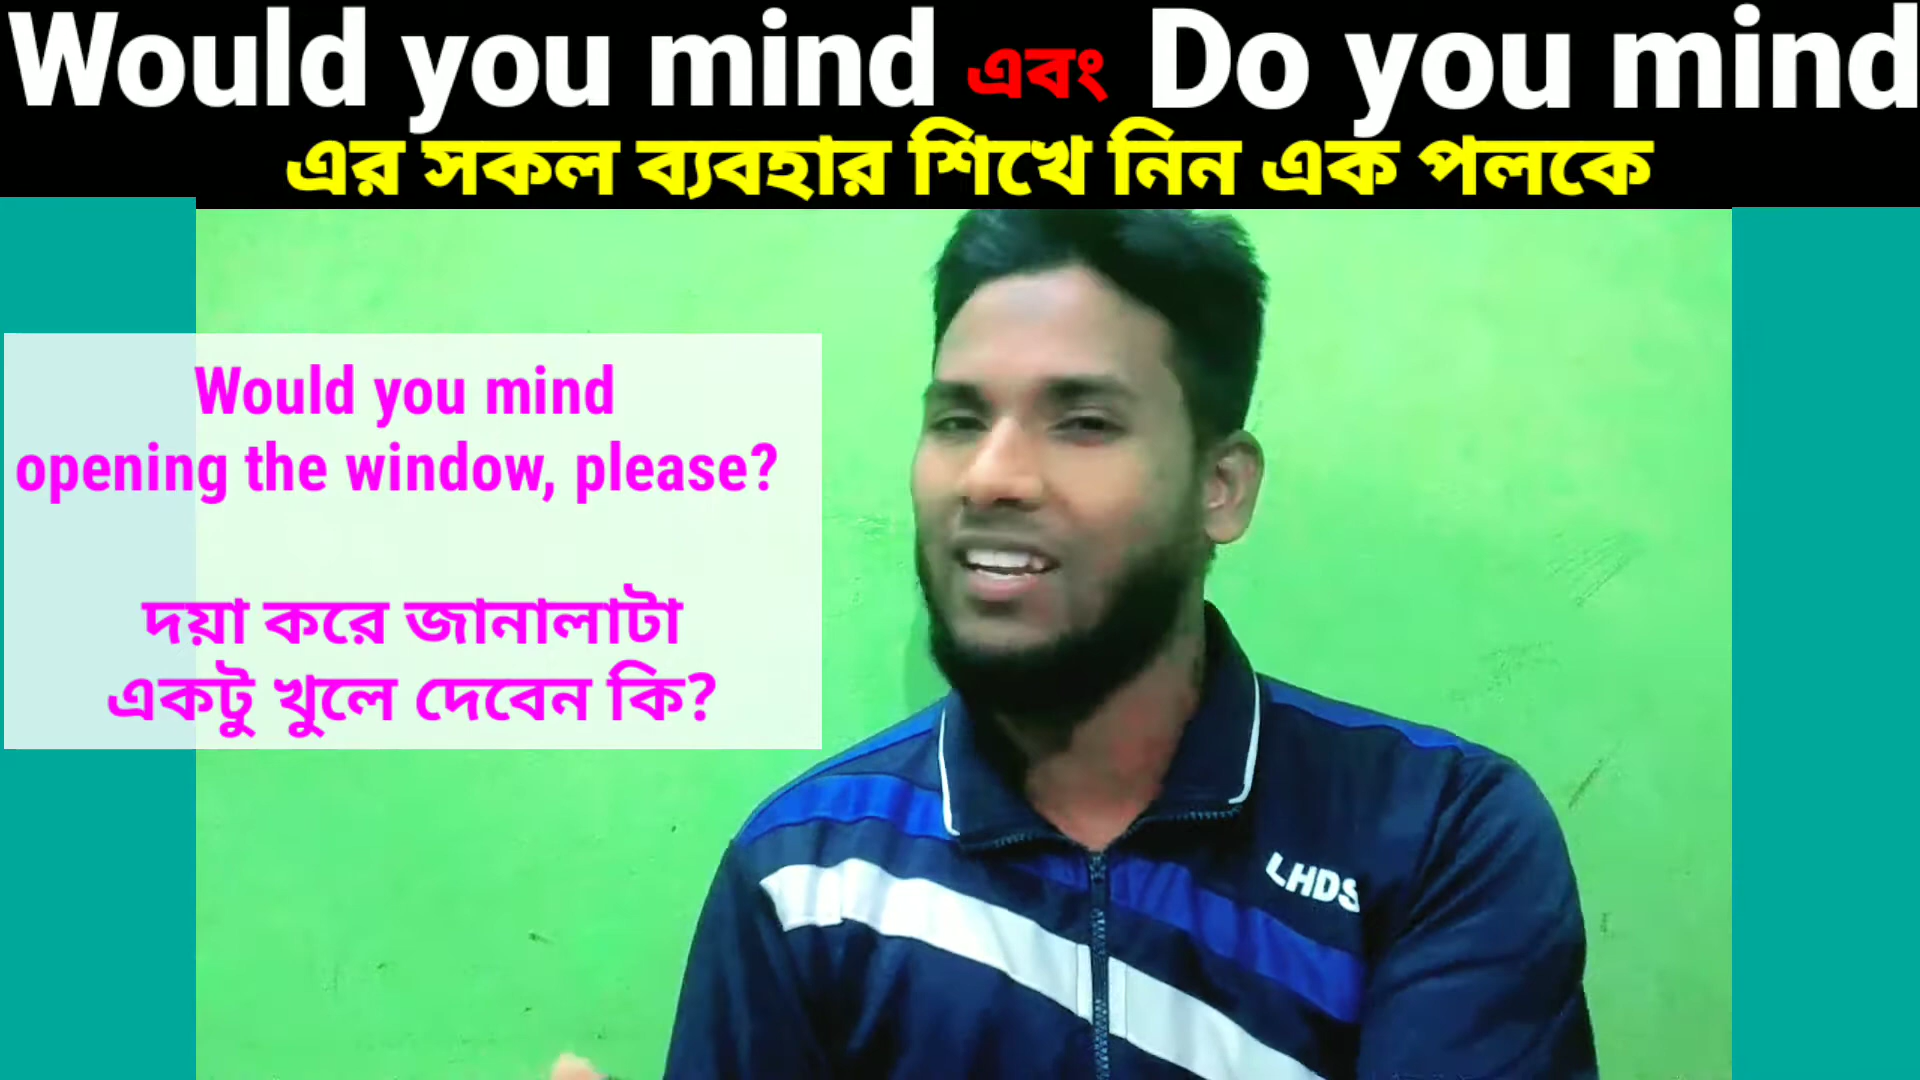 Would you mind এবং Do you mind
এর সকল ব্যবহার শিখে নিন এক পলকে
Would you mind
opening the window, please?
দয়া করে জানালাটা
একটু খুলে দেবেন কি?
LHDS